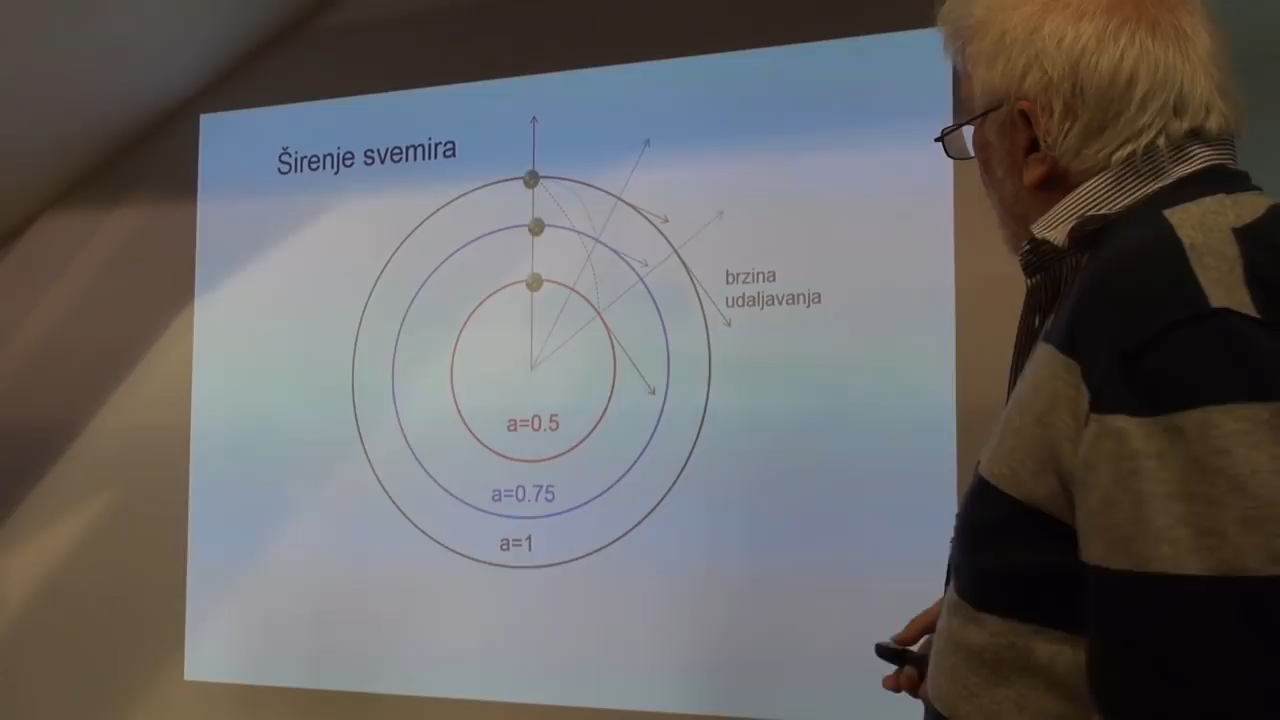 Širenje svemira
brzina
udaljavanja
a=0.5
a=0.75
a=1